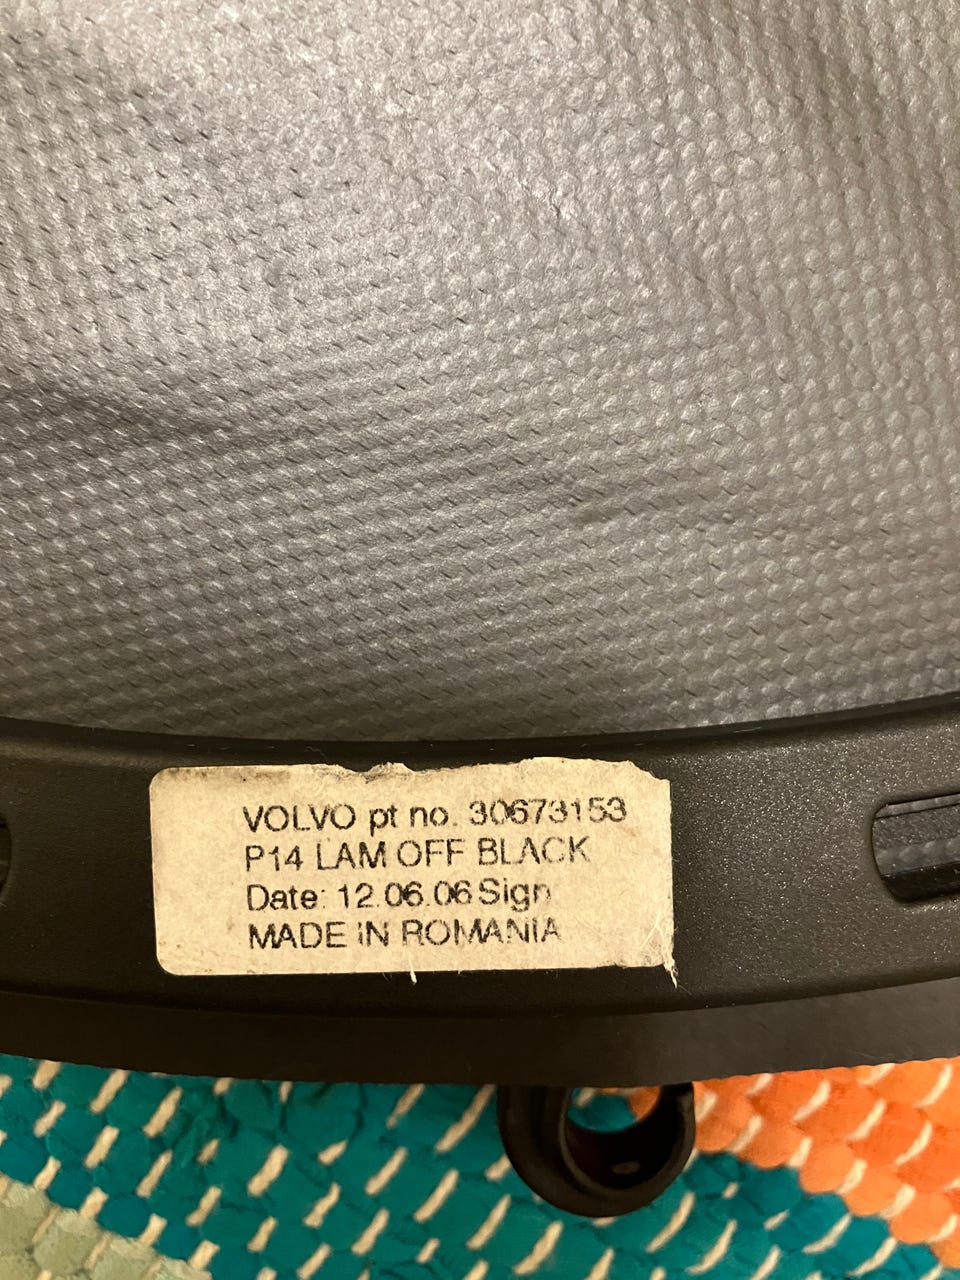 VOLVO pt no. 30673153
P14 LAM OFF BLACK
Date: 12.06.06 Sign
MADE IN ROMANIA